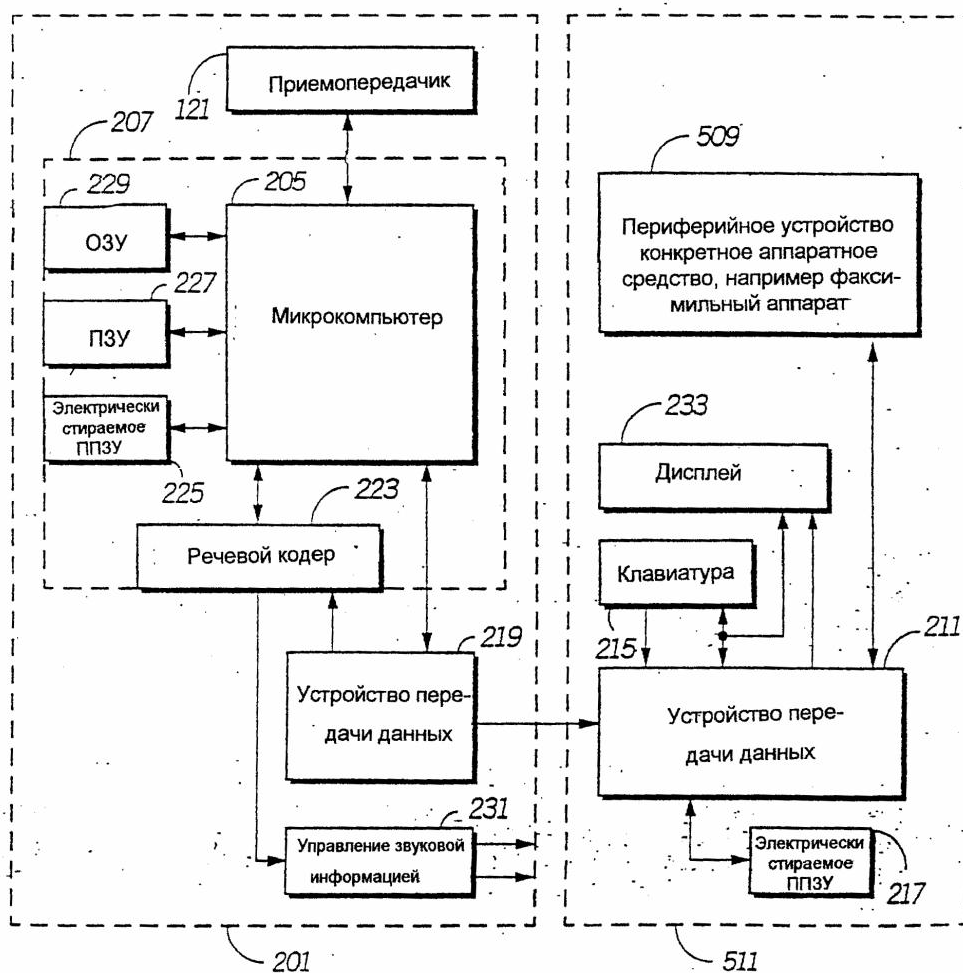 Приемопередачик
121
207
229
205
ОЗУ
227
ПЗУ
Микрокомпьютер
Электрически
стираемое
ППЗУ
225
223
Речевой кодер
219
Устройство пере-
дачи данных
231
Управление звуковой
информацией
201
509
Периферийное устройство
конкретное аппаратное
средство, например факси-
мильный аппарат
233
Дисплей
Клавиатура
215
211
Устройство пере-
дачи данных
Электрически
стираемое
ППЗУ
217
511